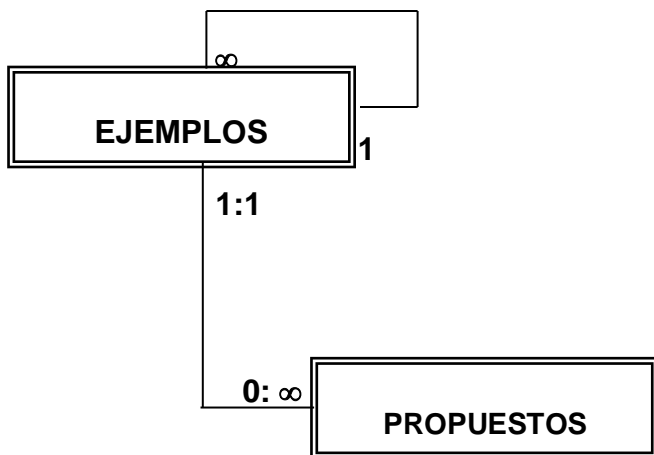 ∞
EJEMPLOS
1
1:1
0: ∞
PROPUESTOS